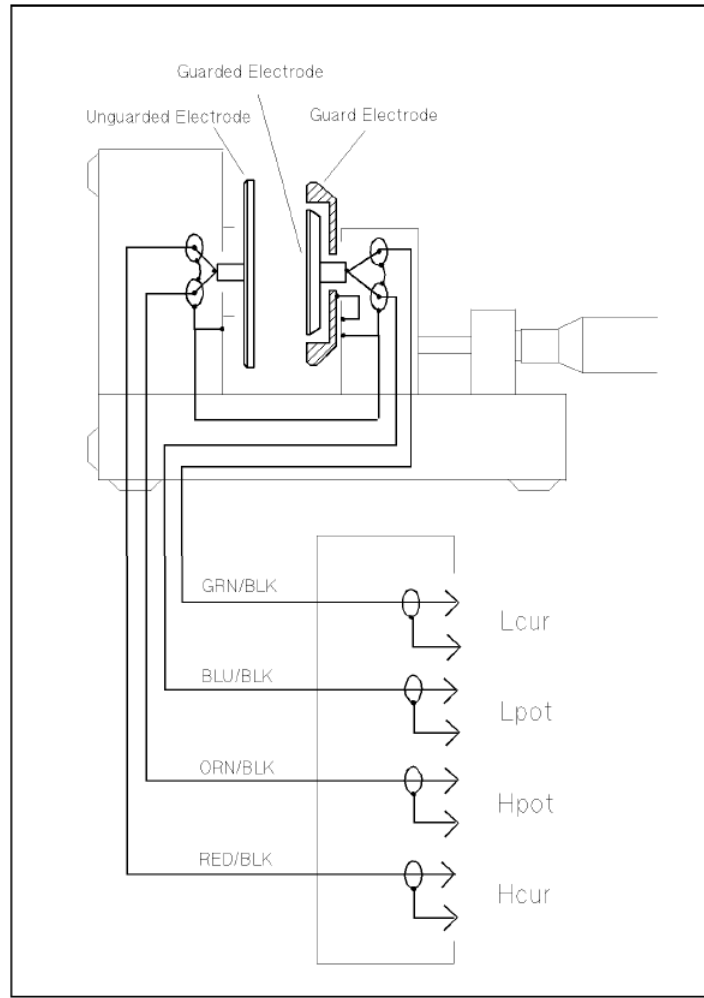 Guarded Electrode
Unguarded Electrode
Guard Electrode
GRN/BLK
Lcur
BLU/BLK
Lpot
ORN/BLK
Hpot
RED/BLK
Hcur